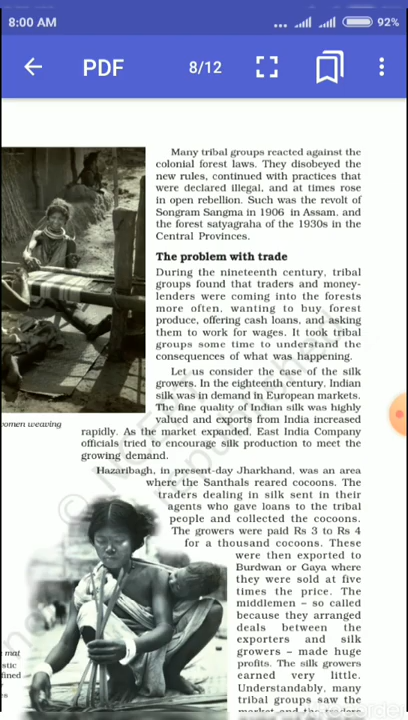 8:00 AM
92%
PDF
8/12
Many tribal groups reacted against the
colonial forest laws. They disobeyed the
new rules, continued with practices that
were declared illegal, and at times rose
in open rebellion. Such was the revolt of
Songram Sangma in 1906 in Assam, and
the forest satyagraha of the 1930s in the
Central Provinces.
The problem with trade
During the nineteenth century, tribal
groups found that traders and money-
lenders were coming into the forests
more often, wanting to buy forest
produce, offering cash loans, and asking
them to work for wages. It took tribal
groups some time to understand the
consequences of what was happening.
Let us consider the case of the silk
growers. In the eighteenth century, Indian
silk was in demand in European markets.
The fine quality of Indian silk was highly
valued and exports from India increased
omen weaving
rapidly. As the market expanded, East India Company
officials tried to encourage silk production to meet the
growing demand.
Hazaribagh, in present-day Jharkhand, was an area
where the Santhals reared cocoons. The
traders dealing in silk sent in their
agents who gave loans to the tribal
people and collected the cocoons.
The growers were paid Rs 3 to Rs 4
for a thousand cocoons. These
were then exported to
Burdwan or Gaya where
they were sold at five
times the price. The
middlemen – so called
because they arranged
deals between the
exporters and silk
growers – made huge
profits. The silk growers
earned very little.
Understandably, many
tribal groups saw the
market and the traders
mat
stic
fined
es